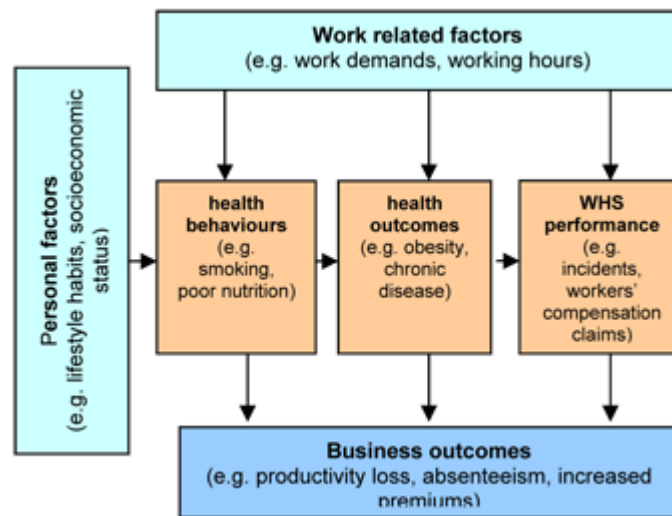 Work related factors
(e.g. work demands, working hours)
Personal factors
(e.g. lifestyle habits, socioeconomic
status)
health
behaviours
(e.g.
smoking,
poor nutrition)
health
outcomes
(e.g. obesity,
chronic
disease)
WHS
performance
(e.g.
incidents,
workers'
compensation
claims)
Business outcomes
(e.g. productivity loss, absenteeism, increased
premiums)